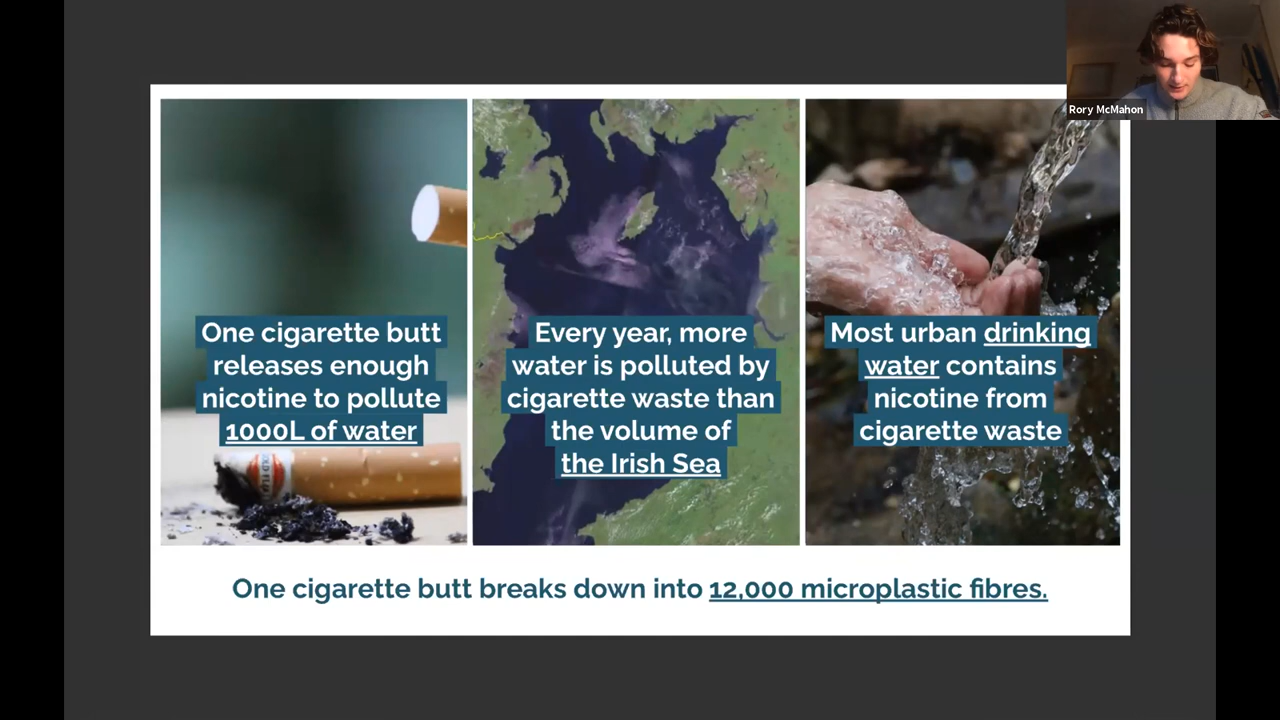 Rory McMahon
One cigarette butt
releases enough
nicotine to pollute
1000L of water
Every year, more
water is polluted by
cigarette waste than
the volume of
the Irish Sea
Most urban drinking
water contains
nicotine from
cigarette waste
One cigarette butt breaks down into 12,000 microplastic fibres.